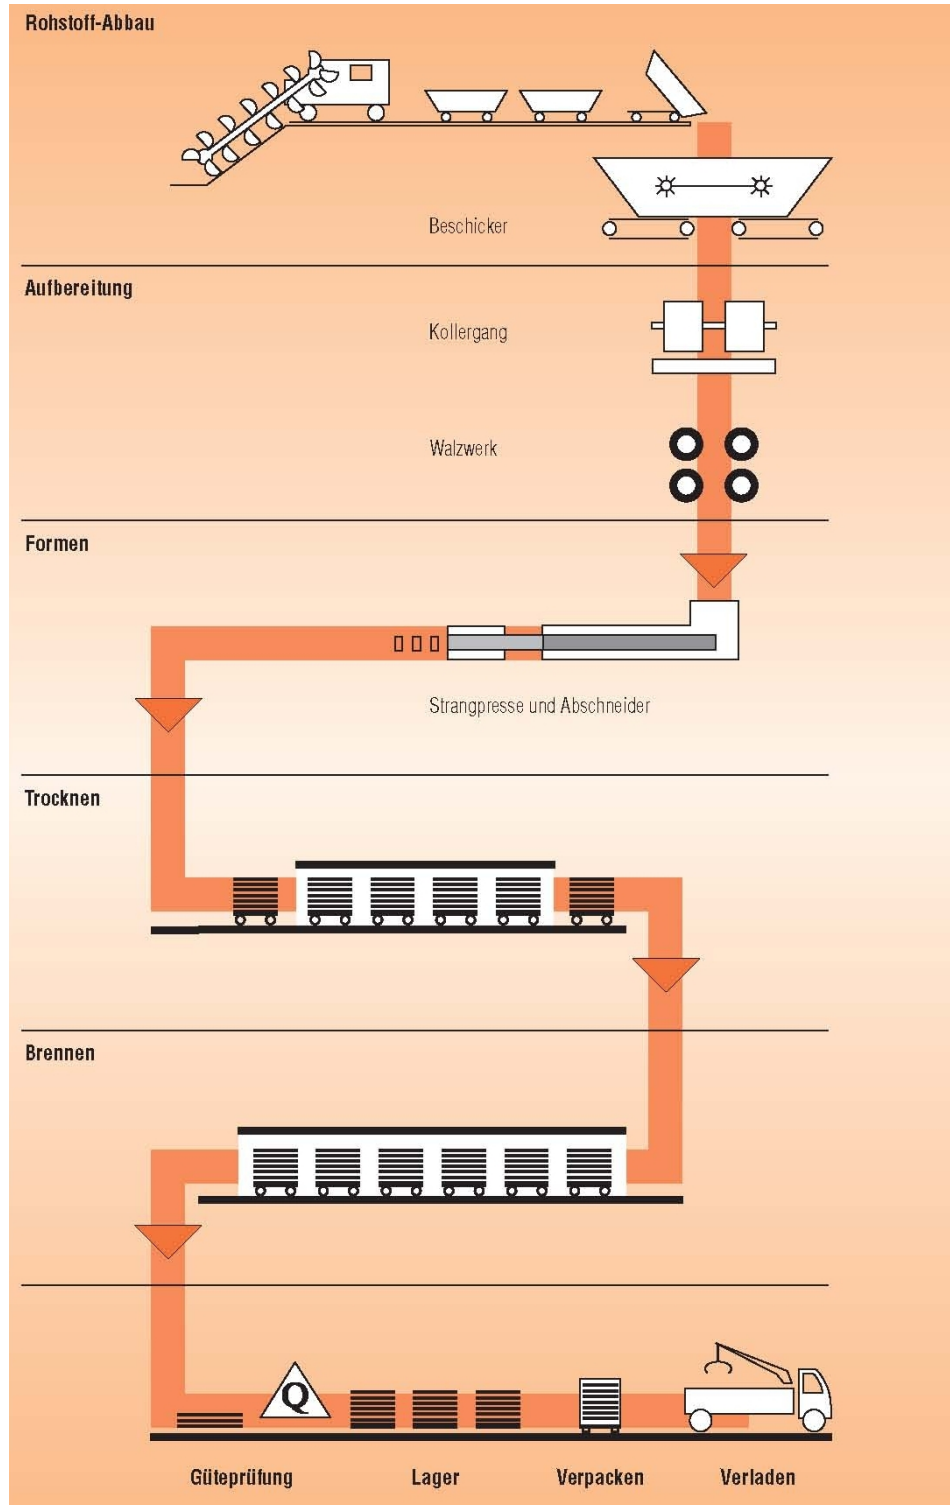 Rohstoff-Abbau
Beschicker
Aufbereitung
Kollergang
Walzwerk
Formen
Strangpresse und Abschneider
Trocknen
Brennen
Q
Güteprüfung Lager Verpacken Verladen